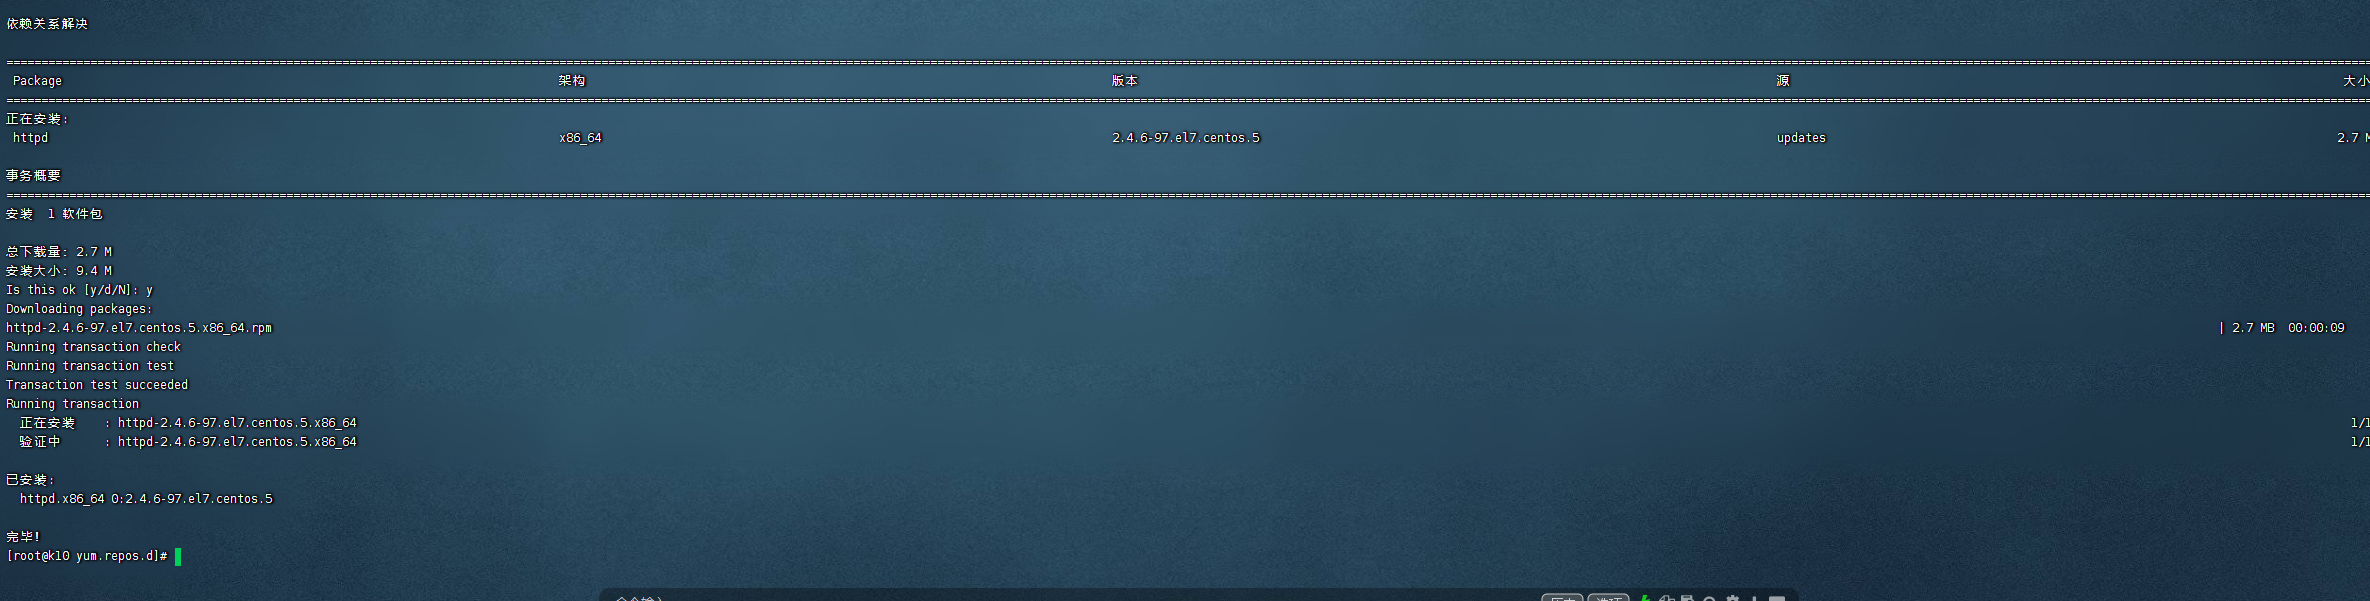 依赖关系解决
Package 架构 版本 源 大小
正在安装:
httpd x86_64 2.4.6-97.el7.centos.5 updates 2.7 M
事务概要
安装 1 软件包
总下载量: 2.7 M
安装大小: 9.4 M
Is this ok [y/d/N]: y
Downloading packages:
httpd-2.4.6-97.el7.centos.5.x86_64.rpm | 2.7 MB 00:00:09
Running transaction check
Running transaction test
Transaction test succeeded
Running transaction
正在安装 : httpd-2.4.6-97.el7.centos.5.x86_64 1/1
验证中 : httpd-2.4.6-97.el7.centos.5.x86_64 1/1
已安装:
httpd.x86_64 0:2.4.6-97.el7.centos.5
完毕!
[root@k10 yum.repos.d]#